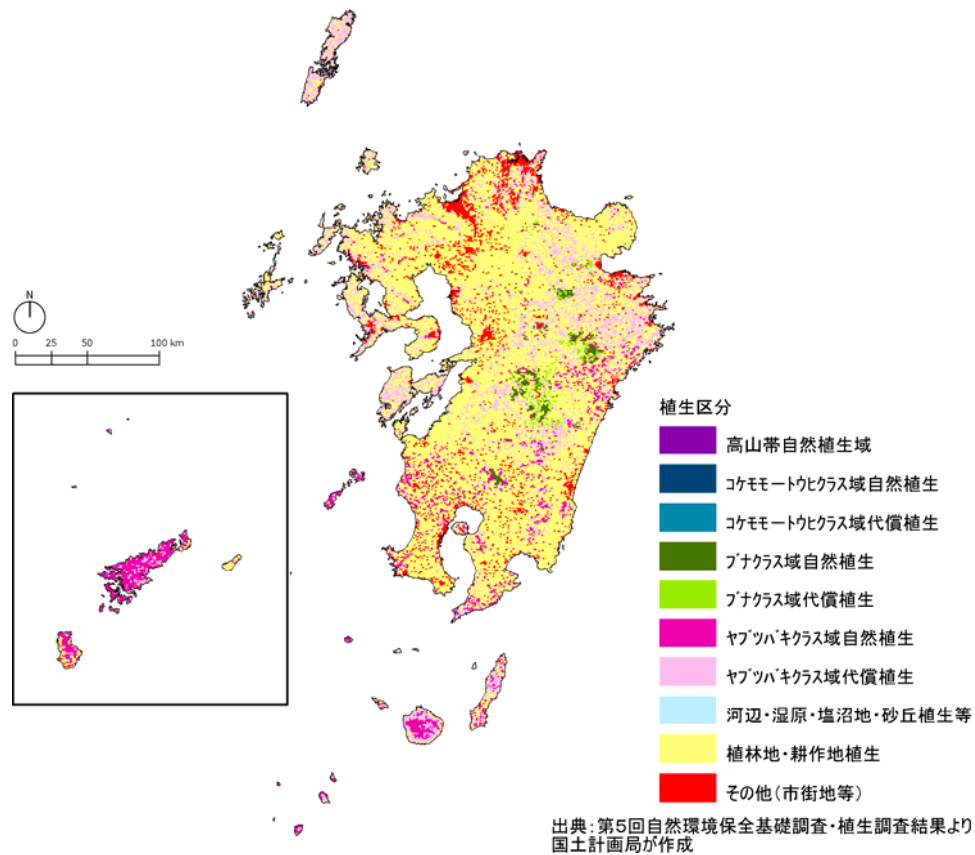 N
0 25 50 100 km
植生区分
高山帯自然植生域
コケモモートウヒクラス域自然植生
コケモモートウヒクラス域代償植生
ブナクラス域自然植生
ブナクラス域代償植生
ヤブツバキクラス域自然植生
ヤブツバキクラス域代償植生
河辺・湿原・塩沼地・砂丘植生等
植林地・耕作地植生
その他(市街地等)
出典:第5回自然環境保全基礎調査・植生調査結果より
国土計画局が作成